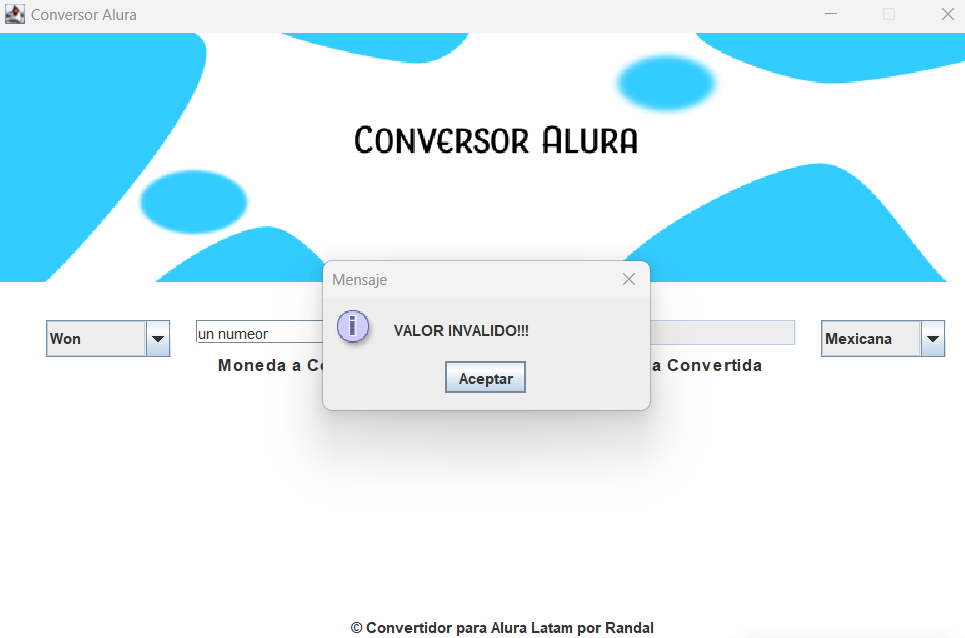 Conversor Alura
CONVERSOR ALURA
Mensaje
VALOR INVALIDO!!!
Aceptar
Won
un numeor
Mexicana
Moneda a C
a Convertida
© Convertidor para Alura Latam por Randal